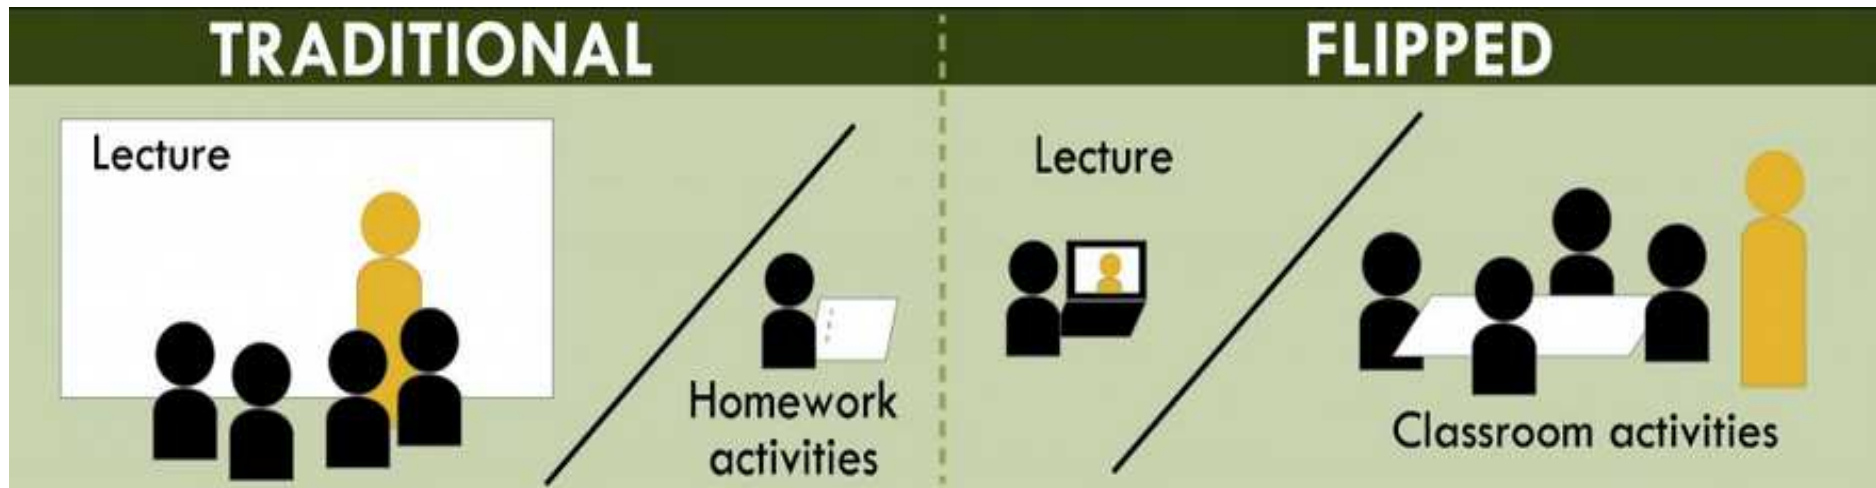 TRADITIONAL
Lecture
Homework
activities
FLIPPED
Lecture
Classroom activities